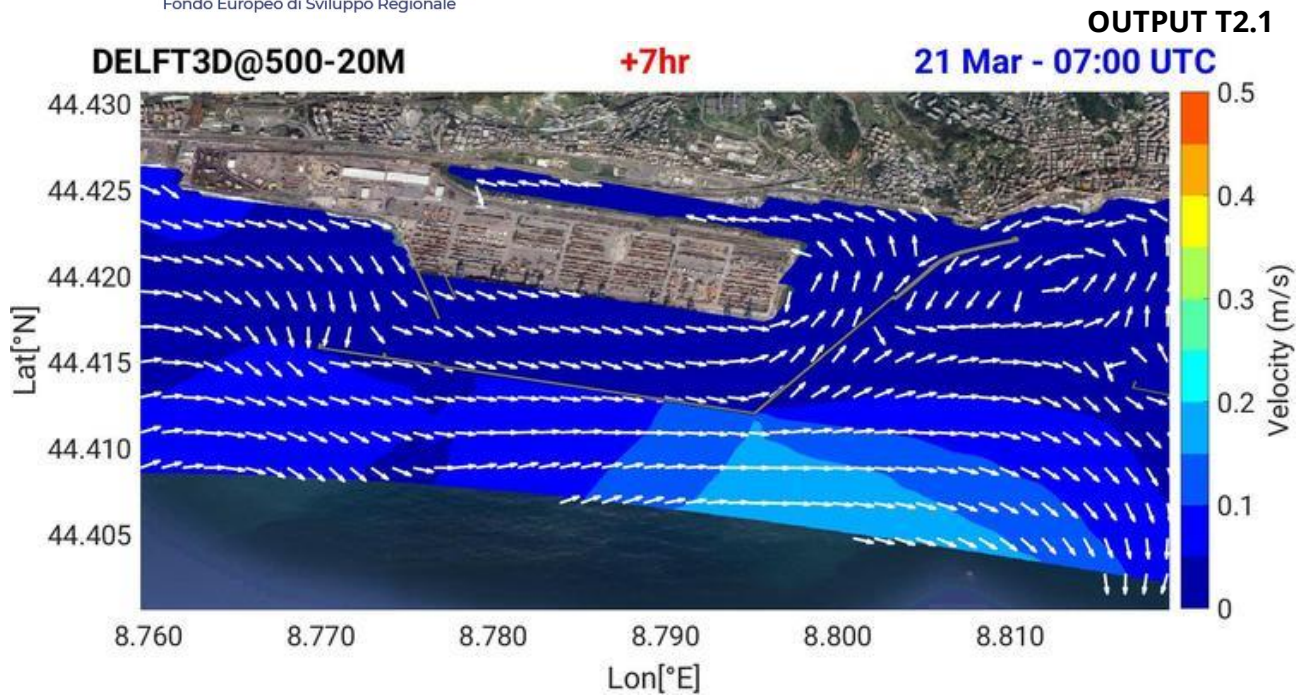 Fondo Europeo di Sviluppo Regionale
OUTPUT T2.1
DELFT3D@500-20M +7hr 21 Mar - 07:00 UTC
44.430
44.425
44.420
44.415
44.410
44.405
Lat[°N]
8.760 8.770 8.780 8.790 8.800 8.810
Lon[°E]
0.5
0.4
0.3
0.2
0.1
0
Velocity (m/s)